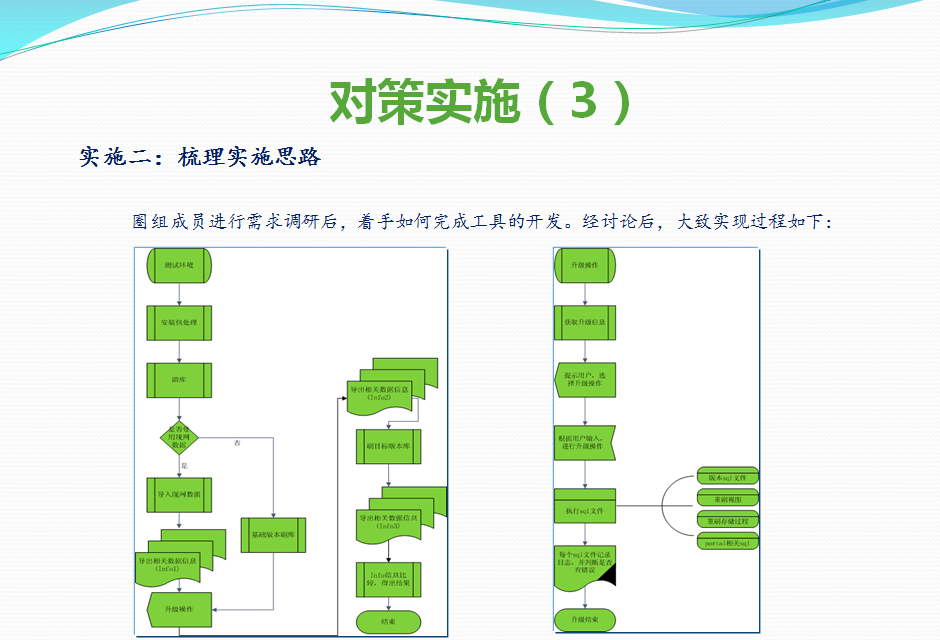 对策实施（3）
实施二：梳理实施思路
圈组成员进行需求调研后，着手如何完成工具的开发。经讨论后，大致实现过程如下：
测试环境
安装包处理
清库
是否使
用现网
数据
否
是
导入现网数据
基础版本刷库
导出相关数据信息
(Info1)
升级操作
导出相关数据信息
(Info2)
刷目标版本库
导出相关数据信息
(Info3)
Info信息比
较，得出结果
结束
升级操作
获取升级信息
提示用户，选
择升级操作
根据用户输入，
进行升级操作
执行sql文件
版本sql文件
重刷视图
重刷存储过程
portal相关sql
每个sql文件记录
日志，并判断是否
有错误
升级结束